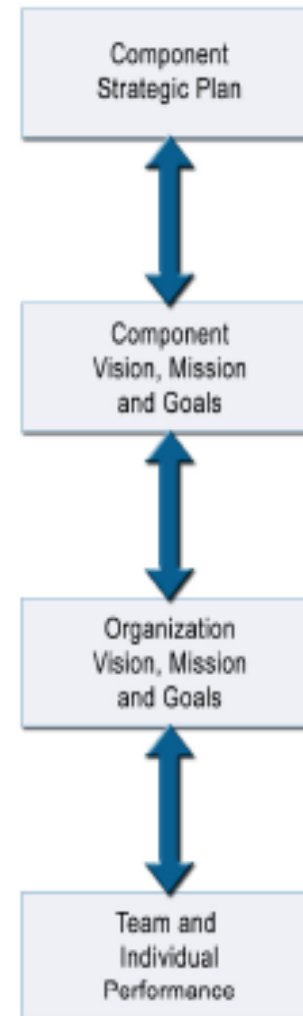 Component
Strategic Plan
Component
Vision, Mission
and Goals
Organization
Vision, Mission
and Goals
Team and
Individual
Performance